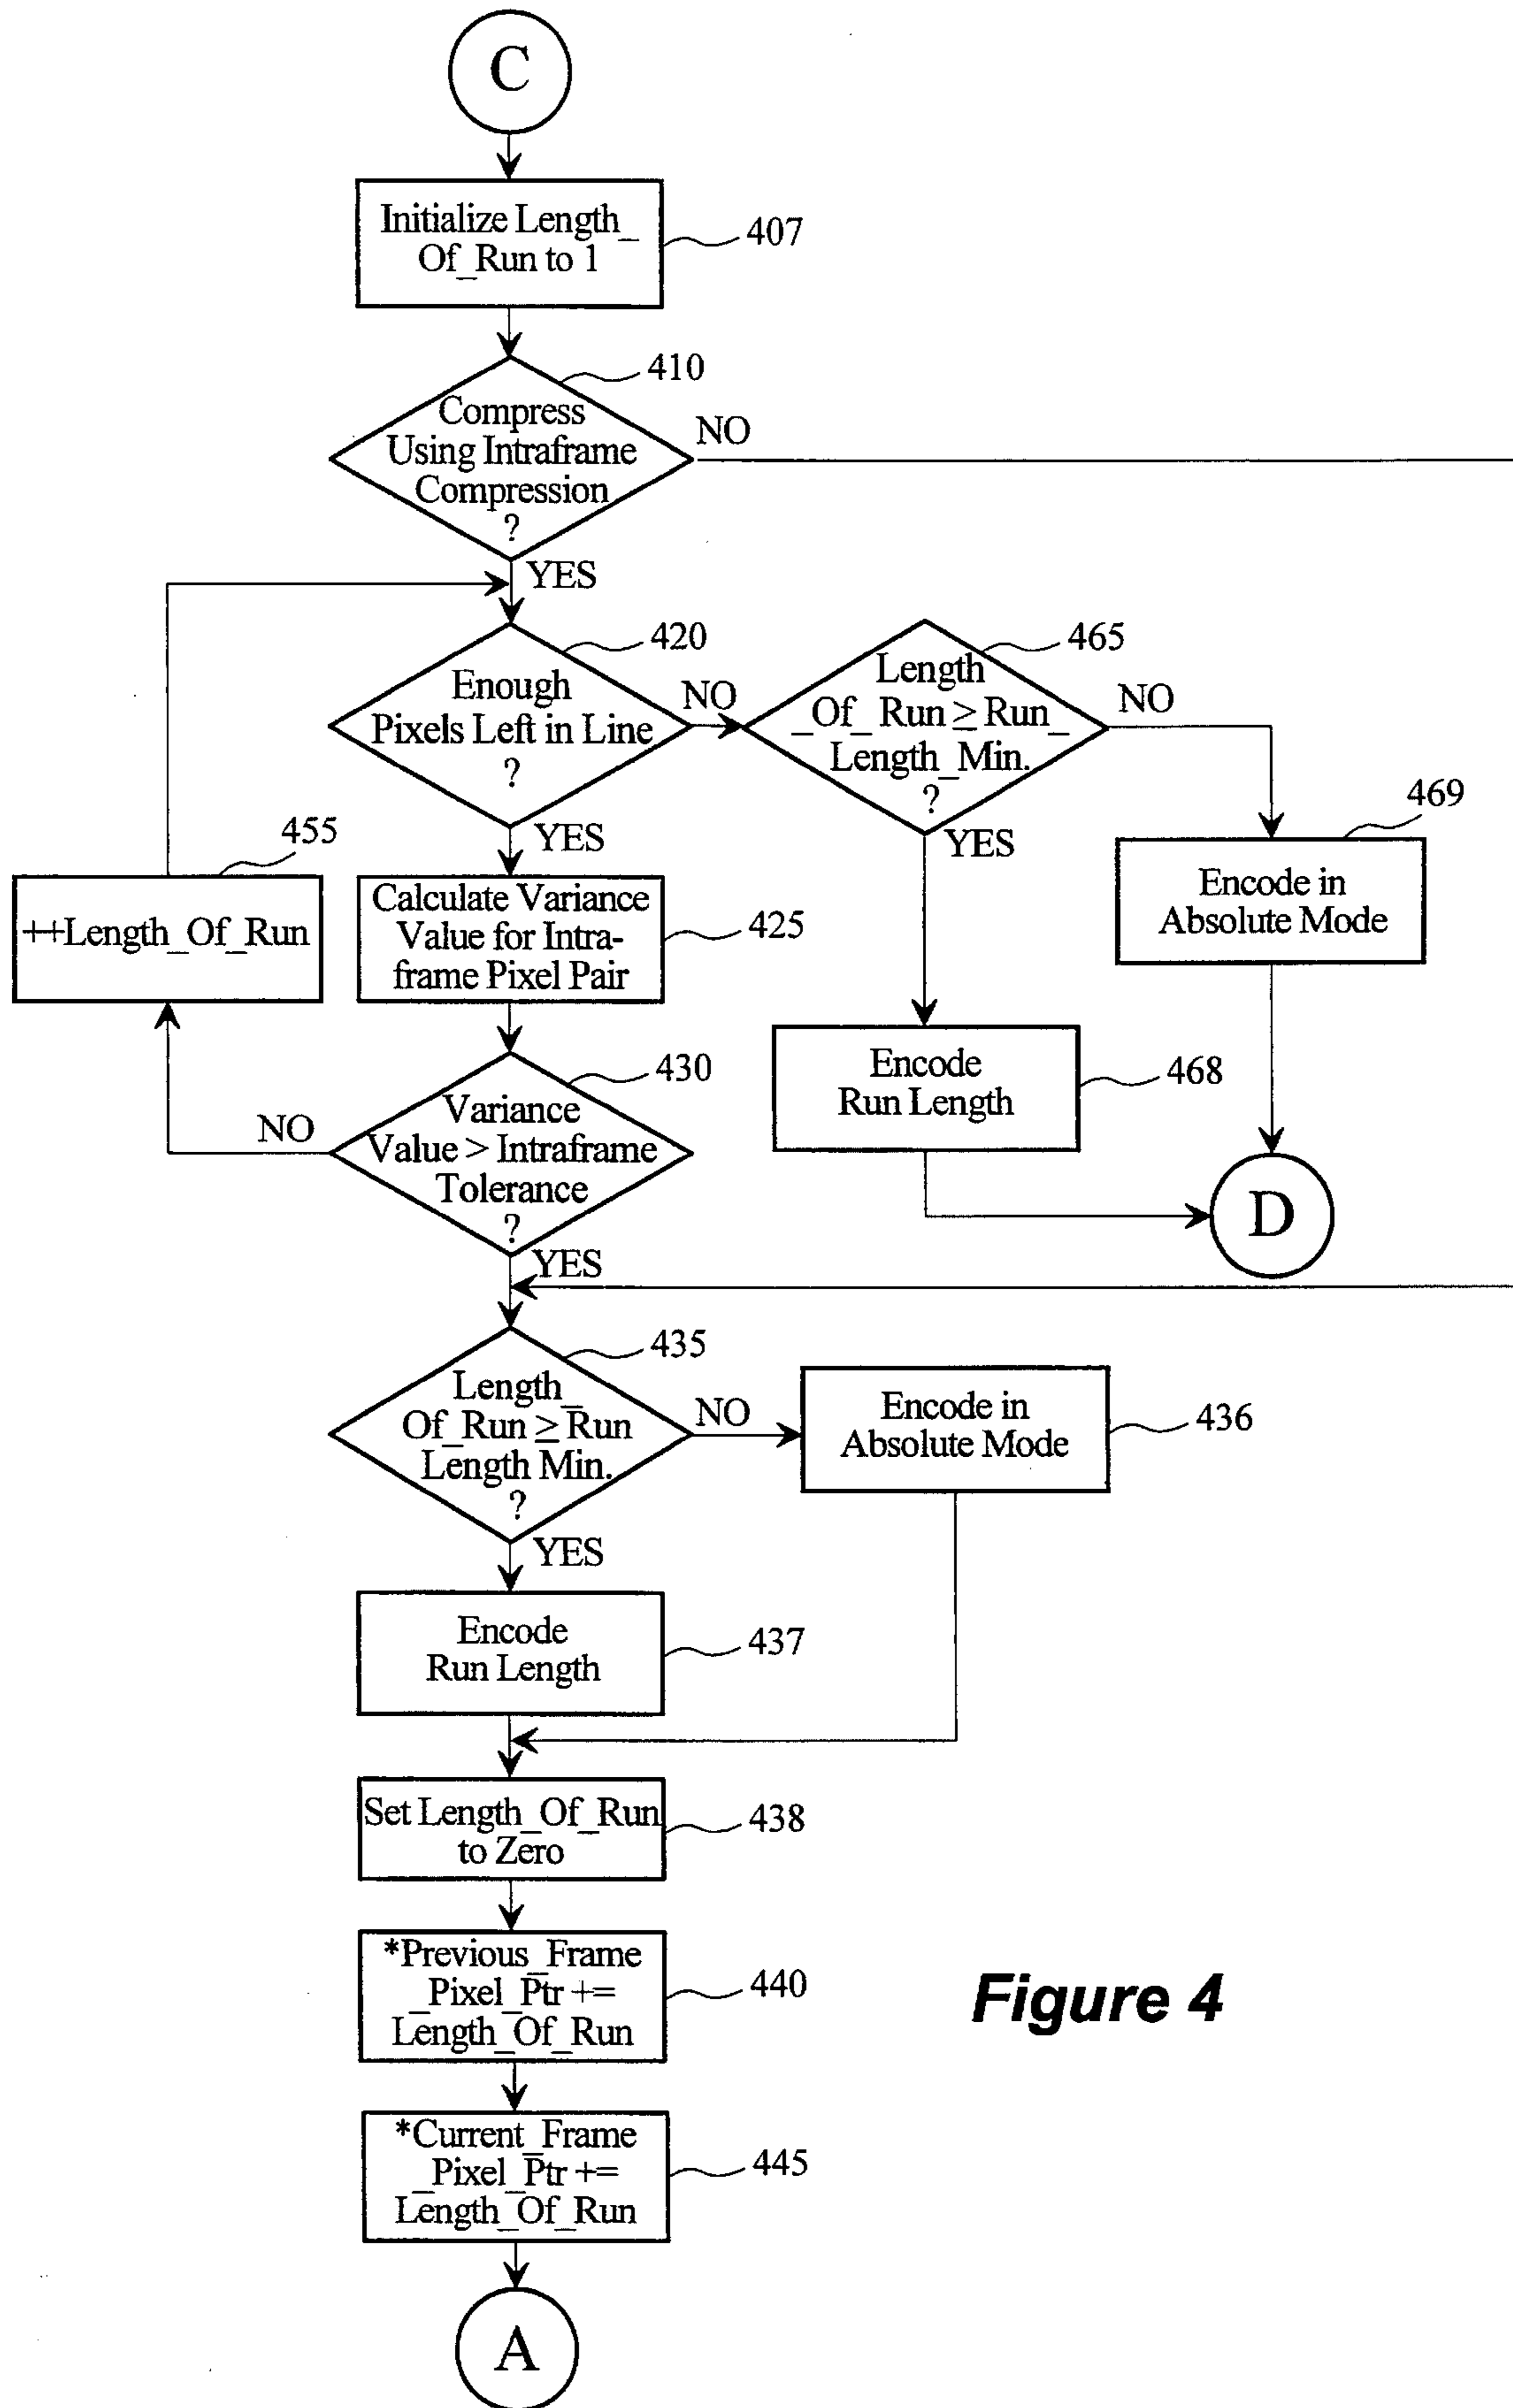 C
Initialize Length_
Of_Run to 1
407
410
Compress
Using Intraframe
Compression
?
NO
YES
420
Enough
Pixels Left in Line
?
NO
YES
465
Length
_Of_Run ≥ Run_
Length_Min.
?
NO
YES
469
Encode in
Absolute Mode
455
++Length_Of_Run
Calculate Variance
Value for Intra-
frame Pixel Pair
425
Encode
Run Length
468
430
Variance
Value > Intraframe
Tolerance
?
NO
YES
D
435
Length_
Of_Run ≥ Run
Length Min.
?
NO
YES
Encode in
Absolute Mode
436
Encode
Run Length
437
Set Length_Of_Run
to Zero
438
*Previous_Frame
_Pixel_Ptr +=
Length_Of_Run
440
Figure 4
*Current_Frame
_Pixel_Ptr +=
Length_Of_Run
445
A